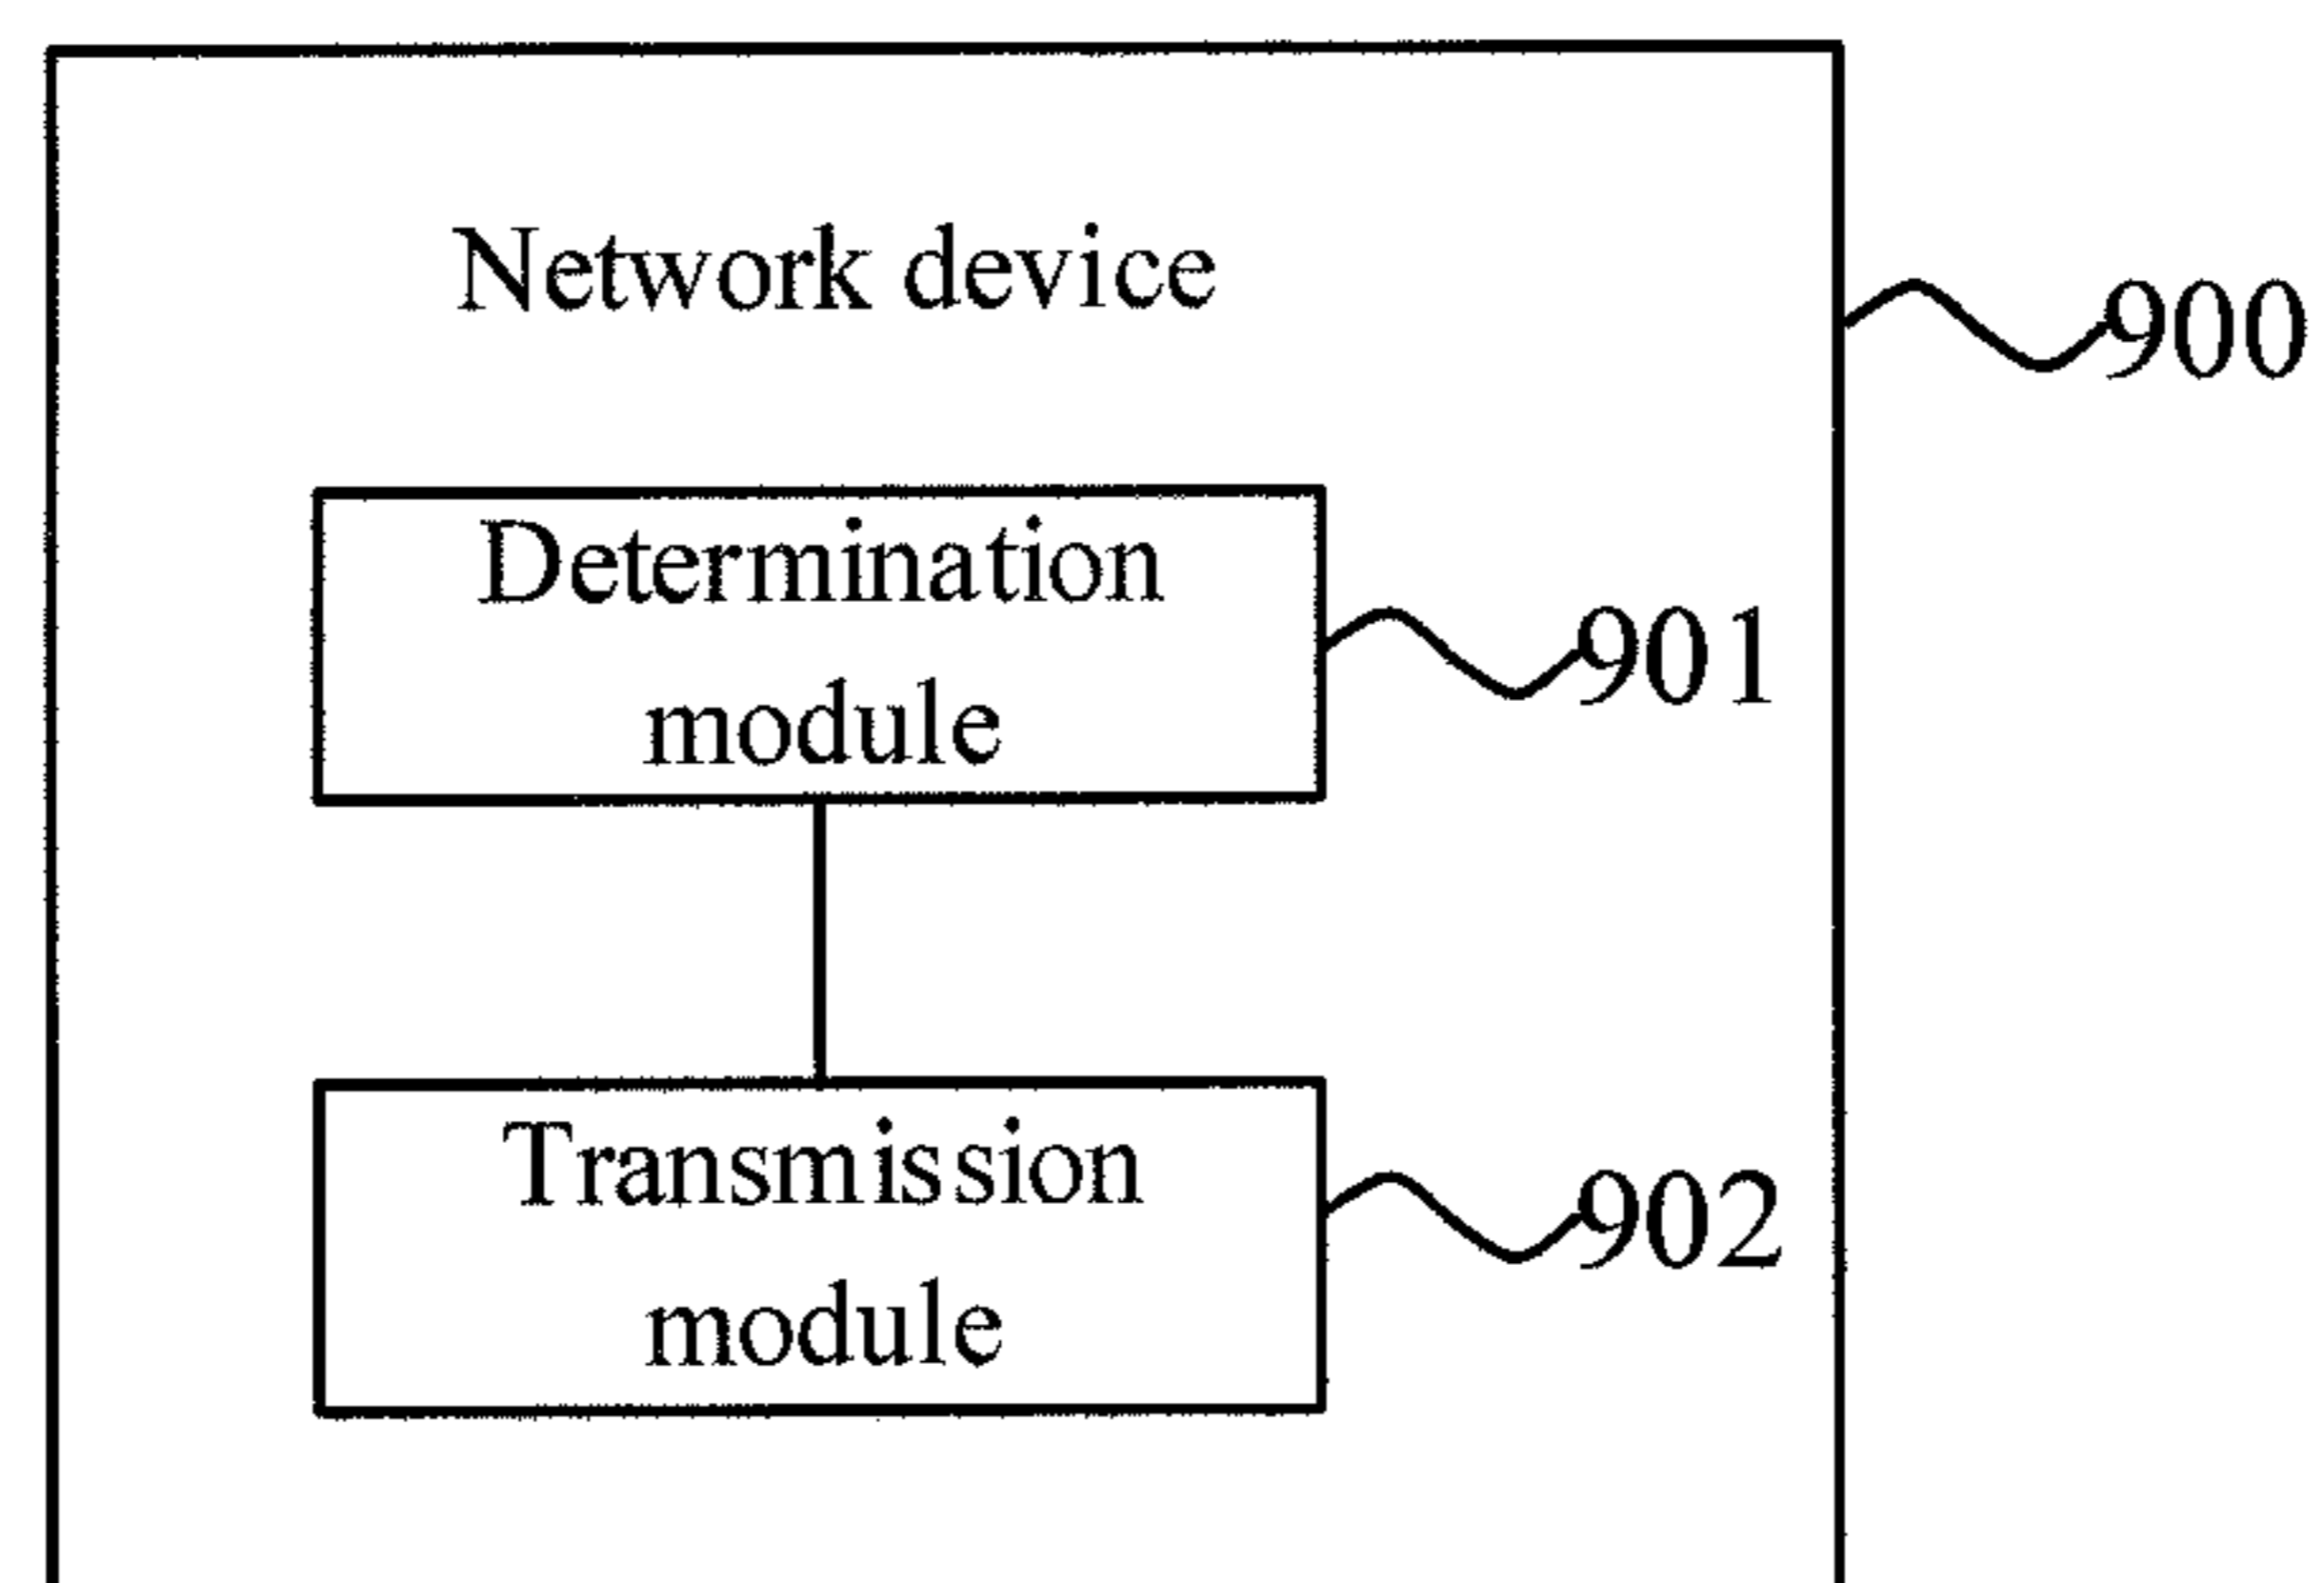 Network device
900
Determination
module
901
Transmission
module
902